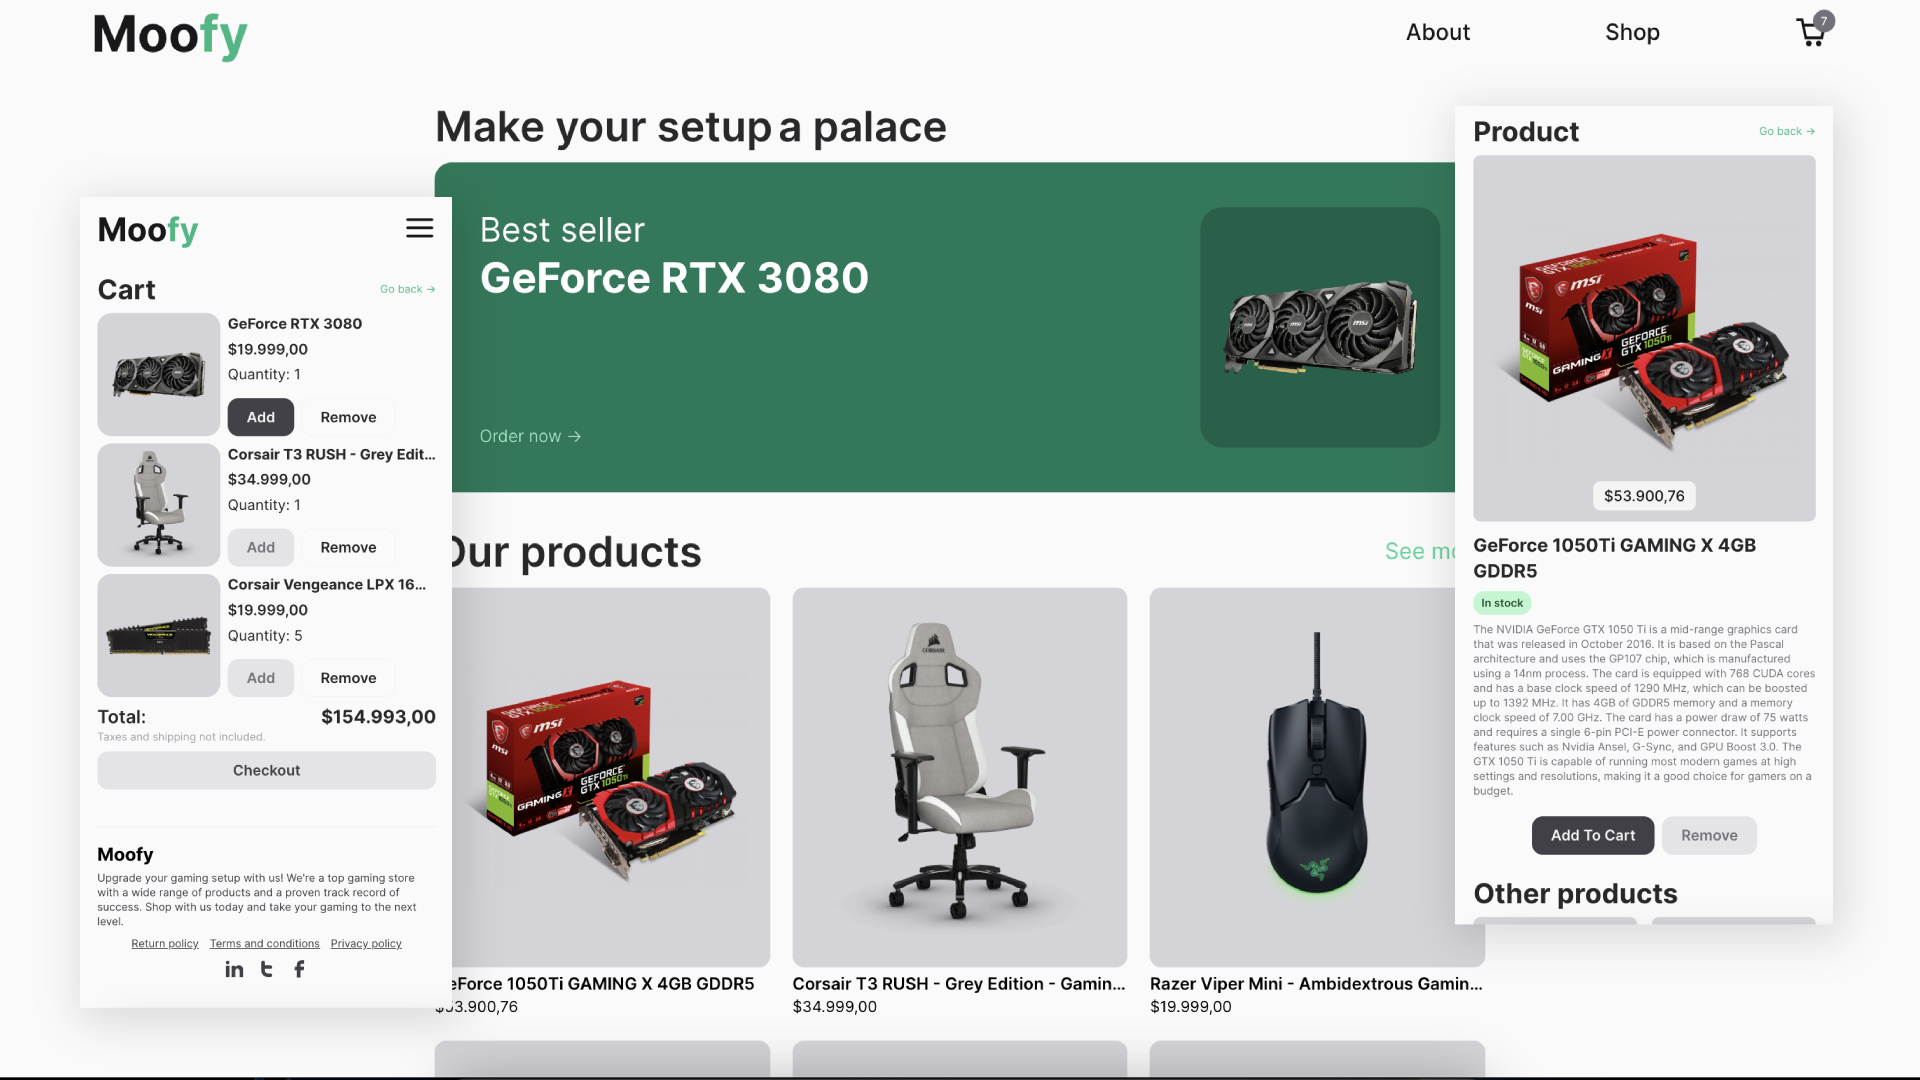 Moofy
About
Shop
7
Make your setup a palace
Best seller
GeForce RTX 3080
Order now →
Our products
See mo
GeForce 1050Ti GAMING X 4GB GDDR5
$53.900,76
Corsair T3 RUSH - Grey Edition - Gamin...
$34.999,00
Razer Viper Mini - Ambidextrous Gamin...
$19.999,00
Moofy
Cart
Go back →
GeForce RTX 3080
$19.999,00
Quantity: 1
Add
Remove
Corsair T3 RUSH - Grey Edit...
$34.999,00
Quantity: 1
Add
Remove
Corsair Vengeance LPX 16...
$19.999,00
Quantity: 5
Add
Remove
Total:
$154.993,00
Taxes and shipping not included.
Checkout
Moofy
Upgrade your gaming setup with us! We're a top gaming store
with a wide range of products and a proven track record of
success. Shop with us today and take your gaming to the next
level.
Return policy
Terms and conditions
Privacy policy
Product
Go back →
msi
GEFORCE
GTX 1050Ti
GAMING X
$53.900,76
GeForce 1050Ti GAMING X 4GB
GDDR5
In stock
The NVIDIA GeForce GTX 1050 Ti is a mid-range graphics card
that was released in October 2016. It is based on the Pascal
architecture and uses the GP107 chip, which is manufactured
using a 14nm process. The card is equipped with 768 CUDA cores
and has a base clock speed of 1290 MHz, which can be boosted
up to 1392 MHz. It has 4GB of GDDR5 memory and a memory
clock speed of 7.00 GHz. The card has a power draw of 75 watts
and requires a single 6-pin PCI-E power connector. It supports
features such as Nvidia Ansel, G-Sync, and GPU Boost 3.0. The
GTX 1050 Ti is capable of running most modern games at high
settings and resolutions, making it a good choice for gamers on a
budget.
Add To Cart
Remove
Other products